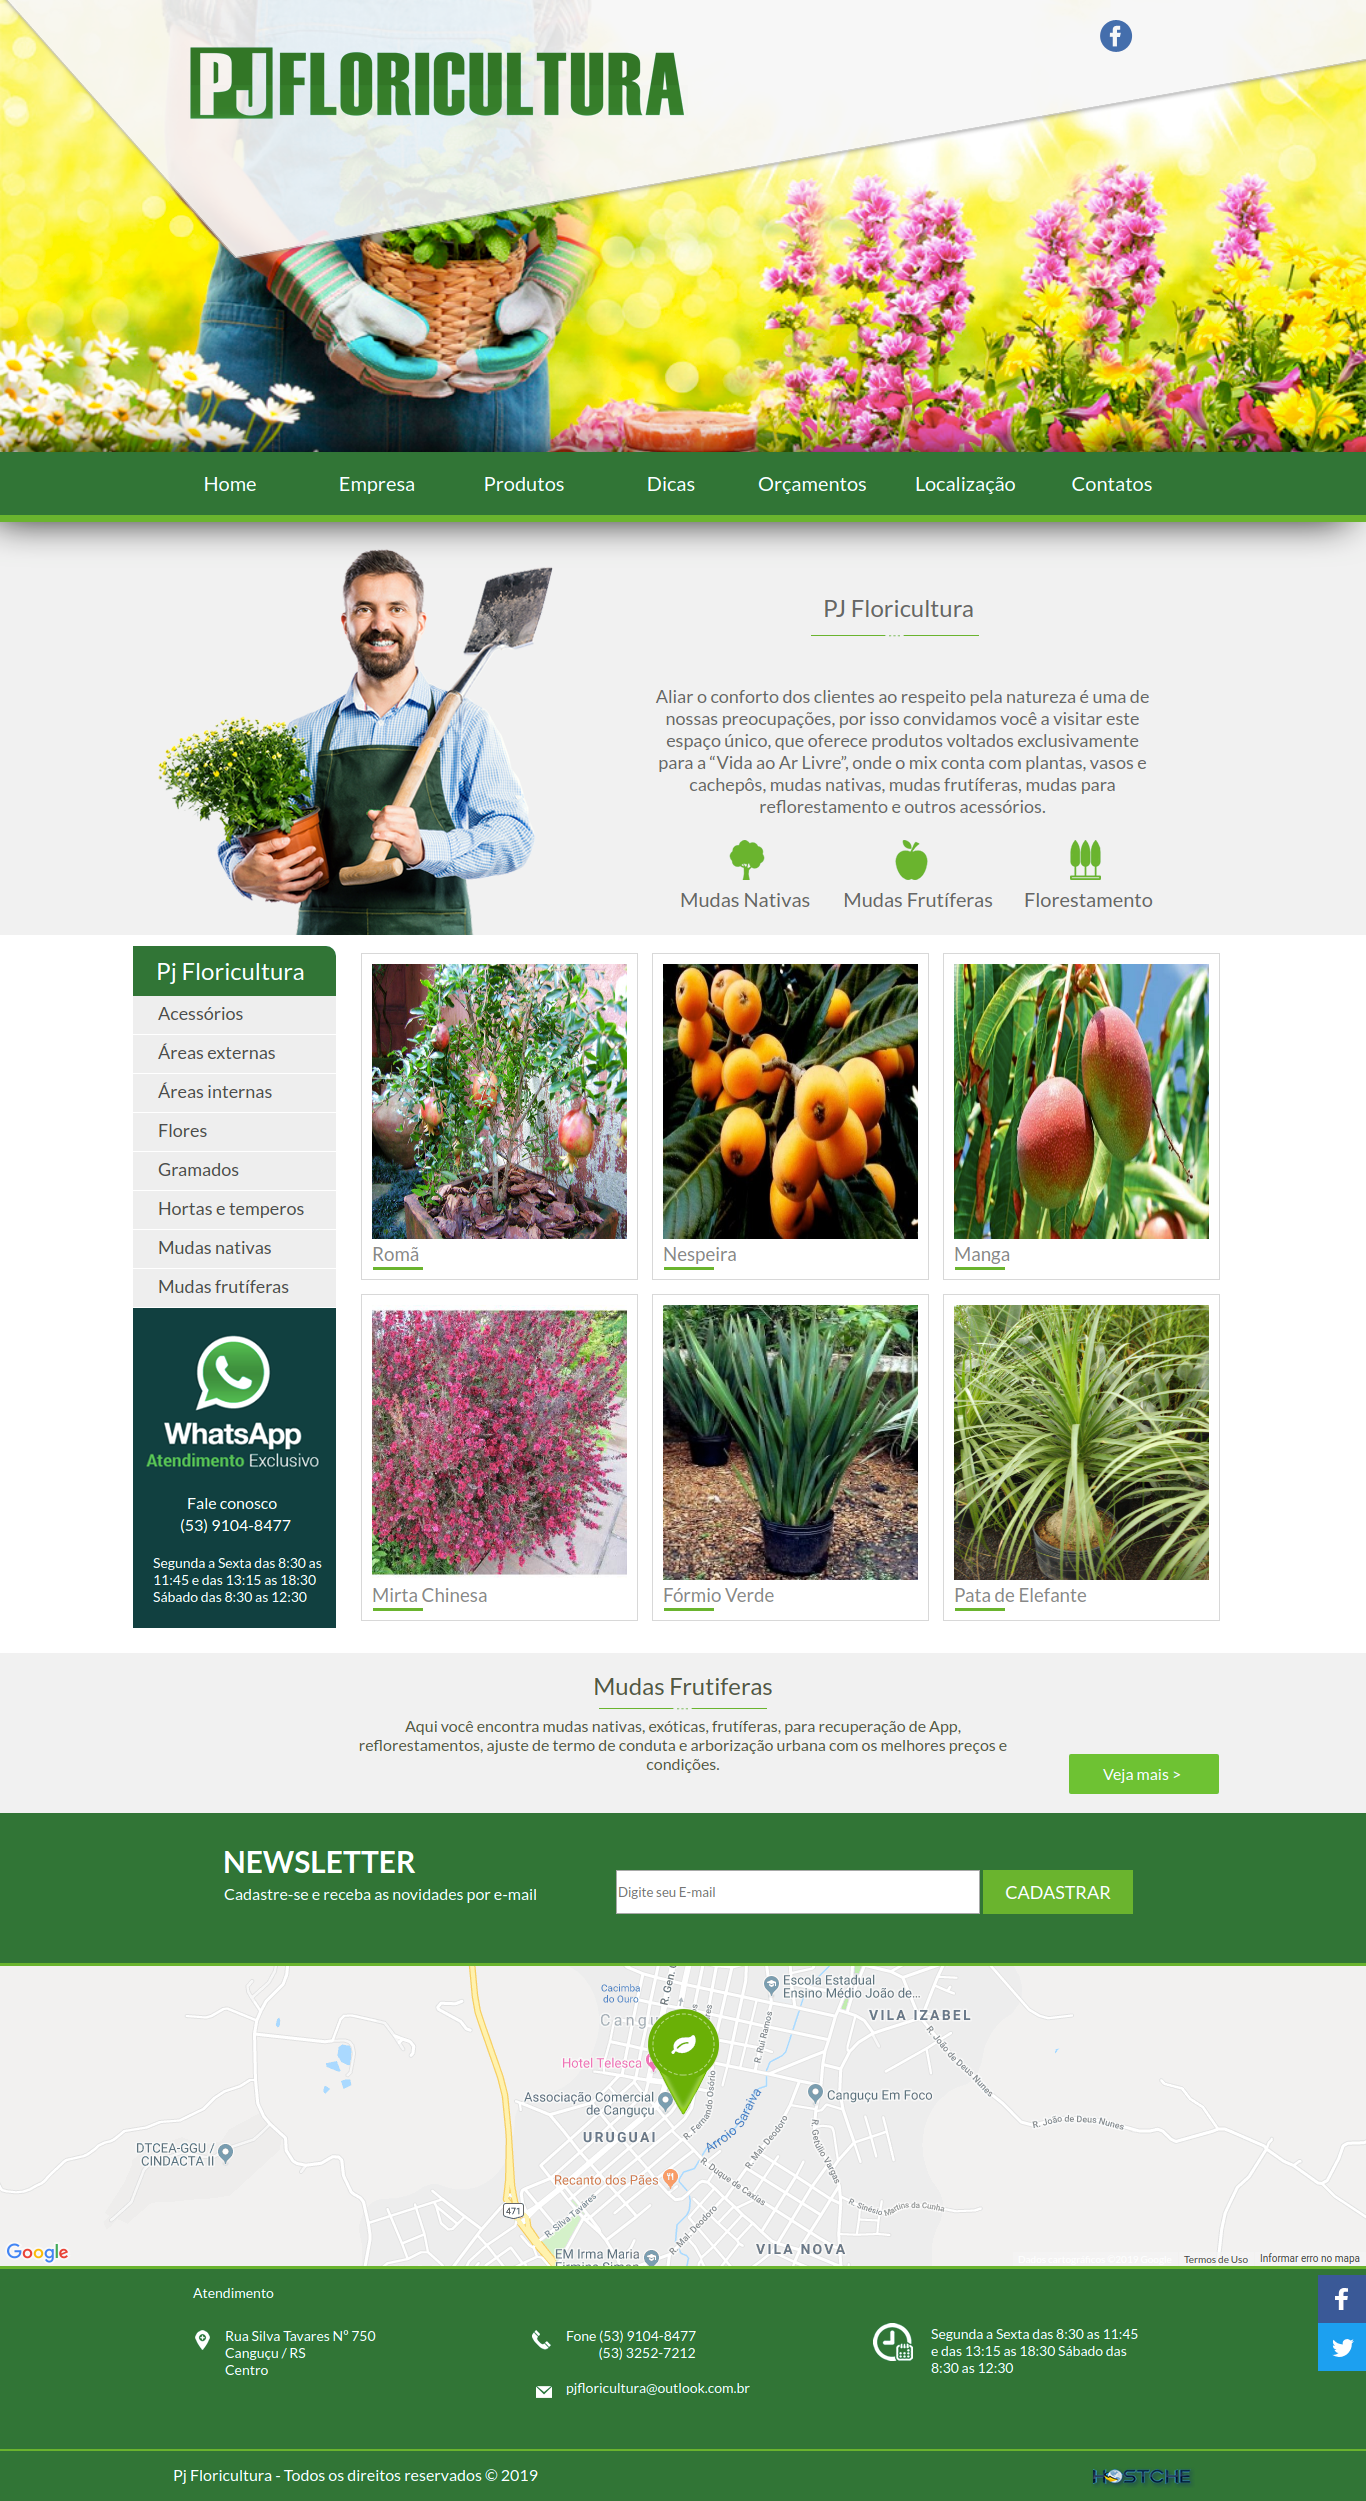 PJ FLORICULTURA
Home
Empresa
Produtos
Dicas
Orçamentos
Localização
Contatos
PJ Floricultura
Aliar o conforto dos clientes ao respeito pela natureza é uma de
nossas preocupações, por isso convidamos você a visitar este
espaço único, que oferece produtos voltados exclusivamente
para a “Vida ao Ar Livre”, onde o mix conta com plantas, vasos e
cachepôs, mudas nativas, mudas frutíferas, mudas para
reflorestamento e outros acessórios.
Mudas Nativas
Mudas Frutíferas
Florestamento
Pj Floricultura
Acessórios
Áreas externas
Áreas internas
Flores
Gramados
Hortas e temperos
Mudas nativas
Mudas frutíferas
WhatsApp
Atendimento Exclusivo
Fale conosco
(53) 9104-8477
Segunda a Sexta das 8:30 as
11:45 e das 13:15 as 18:30
Sábado das 8:30 as 12:30
Romã
Nespeira
Manga
Mirta Chinesa
Fórmio Verde
Pata de Elefante
Mudas Frutiferas
Aqui você encontra mudas nativas, exóticas, frutíferas, para recuperação de App,
reflorestamentos, ajuste de termo de conduta e arborização urbana com os melhores preços e
condições.
Veja mais >
NEWSLETTER
Cadastre-se e receba as novidades por e-mail
Digite seu E-mail
CADASTRAR
Cacimba
do Ouro
R. Gen.
Escola Estadual
Ensino Médio João de...
VILA IZABEL
Cangu
R. Rui Ramos
R. João de Deus Nunes
Hotel Telesca
Associação Comercial
de Canguçu
R. Fernando Osório
Canguçu Em Foco
R. João de Deus Nunes
URUGUAI
Arroio Saraiva
R. Mal. Deodoro
R. Getúlio Vargas
DTCEA-GGU /
CINDACTA II
Recanto dos Pães
R. Duque de Caxias
R. Sinésio Martins da Cunha
471
R. Silva Tavares
R. Mal. Deodoro
EM Irma Maria
Firmina Simon
VILA NOVA
Google
Termos de Uso
Informar erro no mapa
Atendimento
Rua Silva Tavares Nº 750
Canguçu / RS
Centro
Fone (53) 9104-8477
(53) 3252-7212
pjfloricultura@outlook.com.br
Segunda a Sexta das 8:30 as 11:45
e das 13:15 as 18:30 Sábado das
8:30 as 12:30
Pj Floricultura - Todos os direitos reservados © 2019
HOSTCHE